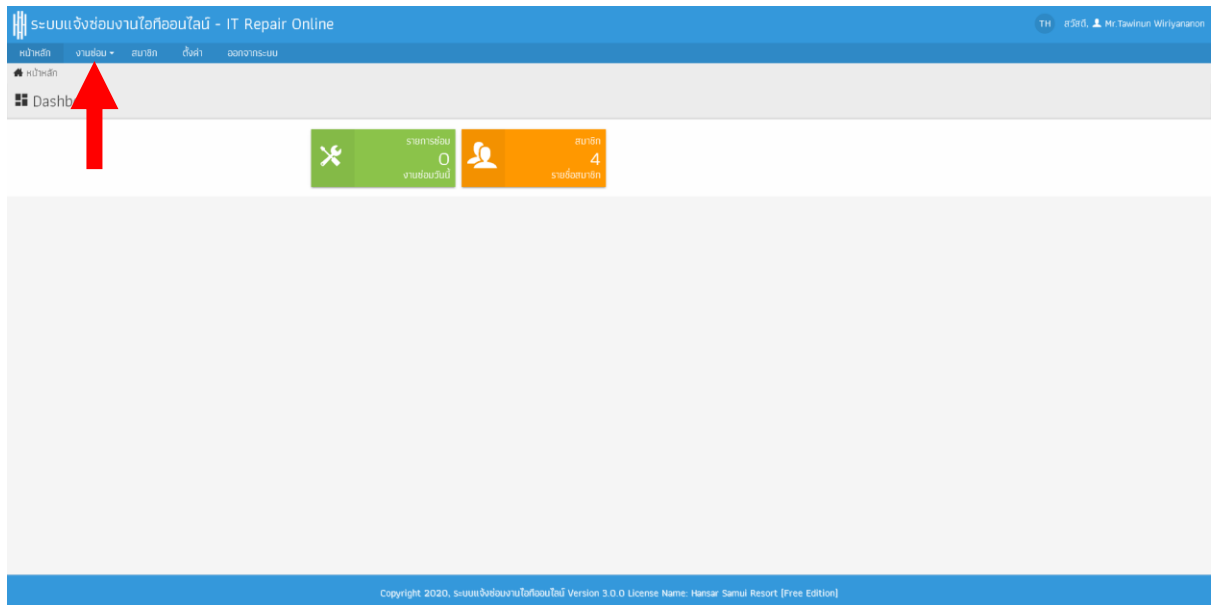 ระบบแจ้งซ่อมงานไอทีออนไลน์ - IT Repair Online
TH สวัสดี, Mr.Tawinun Wiriyananon
หน้าหลัก งานซ่อม สมาชิก ตั้งค่า ออกจากระบบ
หน้าหลัก
Dashb
รายการซ่อม
0
งานซ่อมวันนี้
สมาชิก
4
รายชื่อสมาชิก
Copyright 2020, ระบบแจ้งซ่อมงานไอทีออนไลน์ Version 3.0.0 License Name: Hansar Samui Resort [Free Edition]